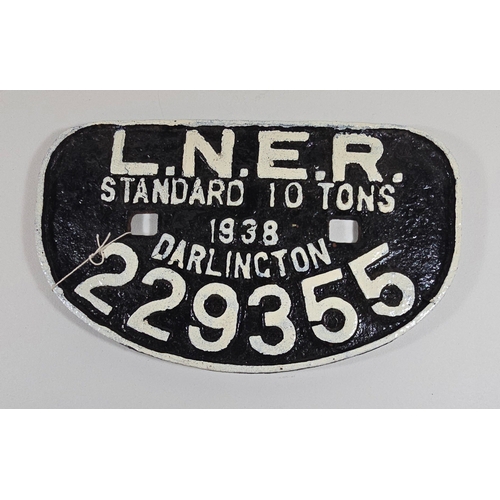 L.N.E.R.
STANDARD 10 TONS
1938
DARLINGTON
229355